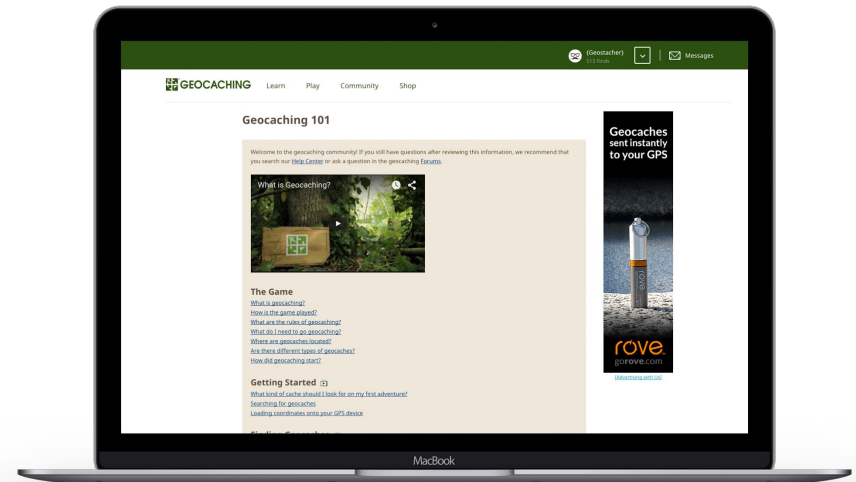 {Geostacher}
513 Finds
Messages
GEOCACHING
Learn
Play
Community
Shop
Geocaching 101
Welcome to the geocaching community! If you still have questions after reviewing this information, we recommend that
you search our Help Center or ask a question in the geocaching Forums.
What is Geocaching?
The Game
What is geocaching?
How is the game played?
What are the rules of geocaching?
What do I need to go geocaching?
Where are geocaches located?
Are there different types of geocaches?
How did geocaching start?
Getting Started
What kind of cache should I look for on my first adventure?
Searching for geocaches
Loading coordinates onto your GPS device
Geocaches
sent instantly
to your GPS
rove
rove.
gorove.com
[Advertising with Us]
MacBook